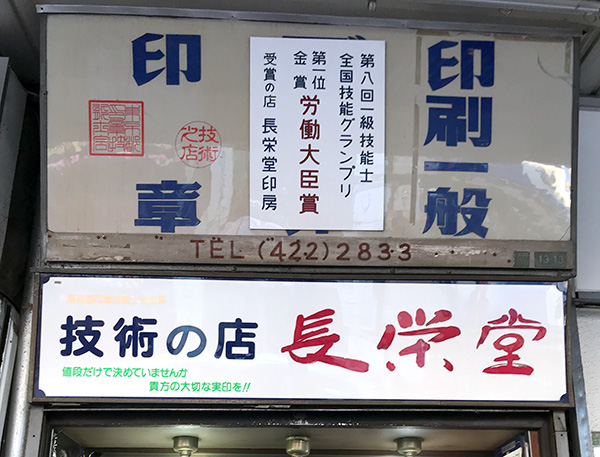 印刷一般
印章
第八回一級技能士
全国技能グランプリ
第一位 労働大臣賞
金賞
受賞の店 長栄堂印房
技術之店
TEL (422) 2833
技術の店 長栄堂
値段だけで決めていませんか
貴方の大切な実印を!!